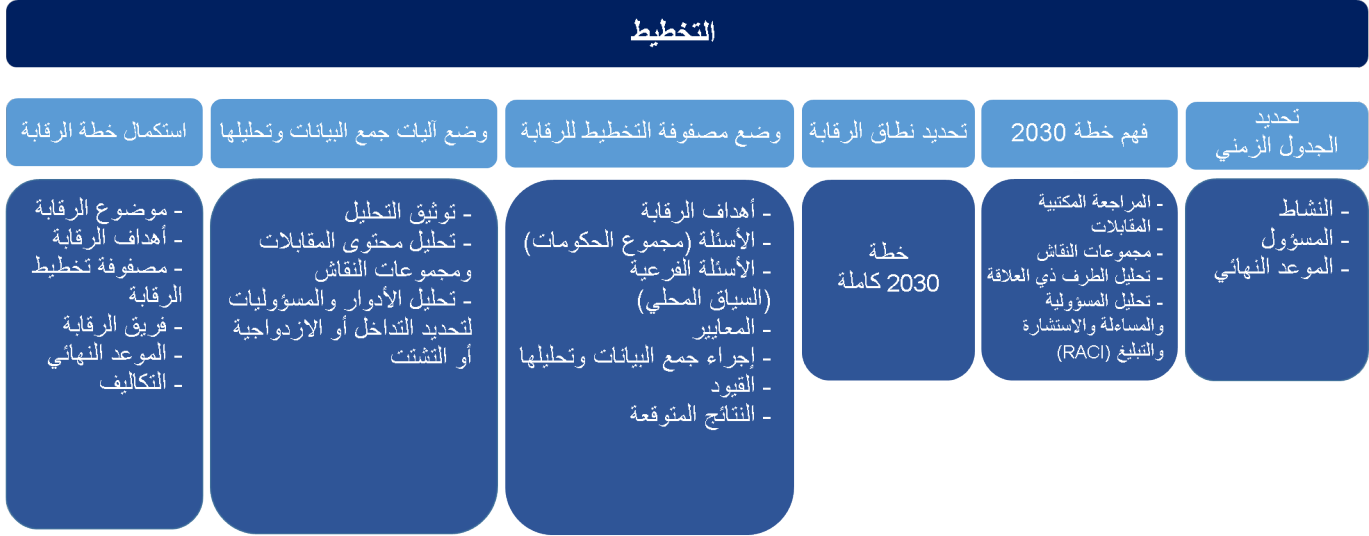 التخطيط
تحديد
الجدول الزمني
- النشاط
- المسؤول
- الموعد النهائي
فهم خطة 2030
- المراجعة المكتبية
- المقابلات
- مجموعات النقاش
- تحليل الطرف ذي العلاقة
- تحليل المسؤولية
والمساءلة والاستشارة
والتبليغ (RACI)
تحديد نطاق الرقابة
خطة
2030 كاملة
وضع مصفوفة التخطيط للرقابة
- أهداف الرقابة
- الأسئلة (مجموع الحكومات)
- الأسئلة الفرعية
(السياق المحلي)
- المعايير
- إجراء جمع البيانات وتحليلها
- القيود
- النتائج المتوقعة
وضع آليات جمع البيانات وتحليلها
- توثيق التحليل
- تحليل محتوى المقابلات
ومجموعات النقاش
- تحليل الأدوار والمسؤوليات
لتحديد التداخل أو الازدواجية
أو التشتت
استكمال خطة الرقابة
- موضوع الرقابة
- أهداف الرقابة
- مصفوفة تخطيط
الرقابة
- فريق الرقابة
- الموعد النهائي
- التكاليف